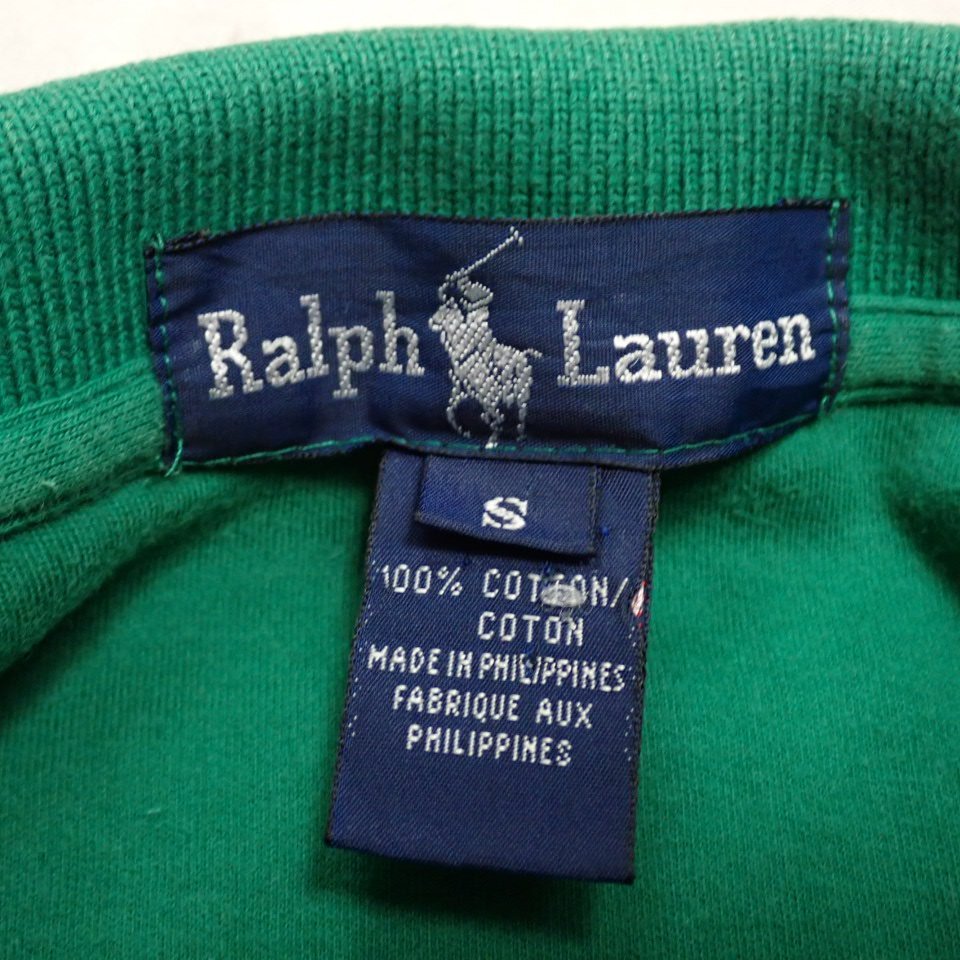 Ralph Lauren
S
100% COTTON/
COTON
MADE IN PHILIPPINES
FABRIQUE AUX
PHILIPPINES